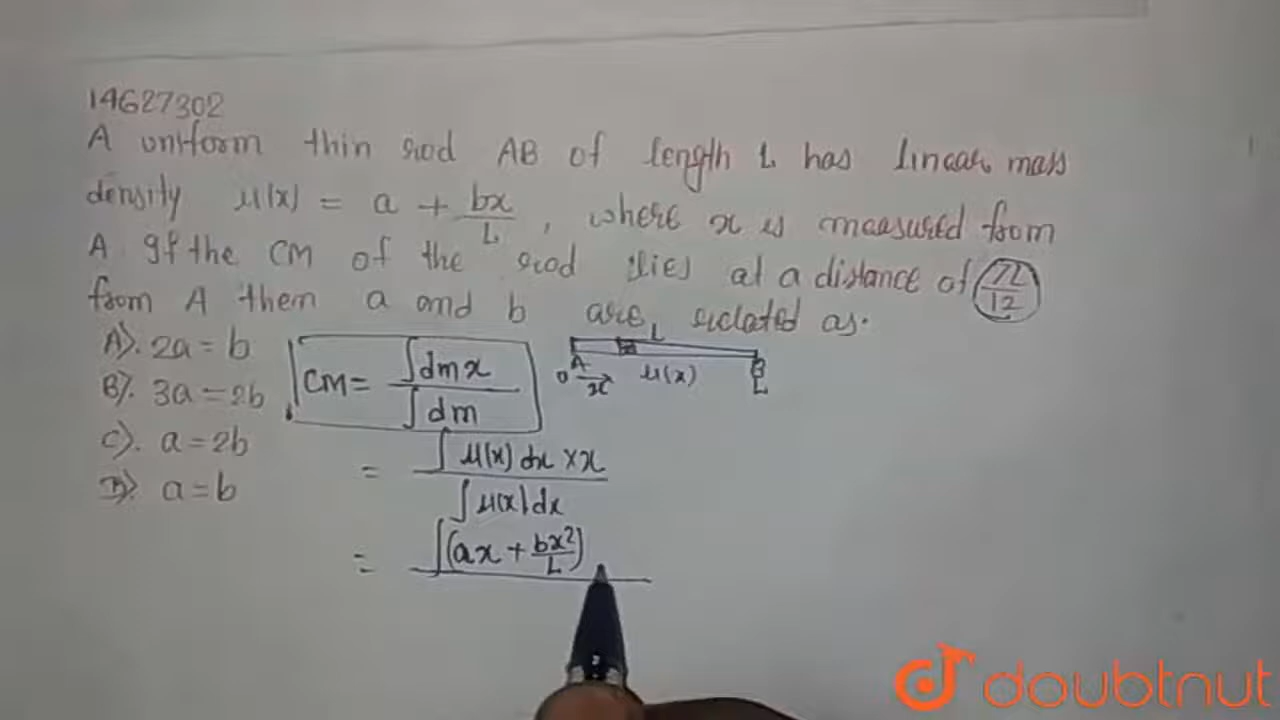 14627302
A uniform thin rod AB of length L has linear mass
density μ(x) = a + bx/L, where x is measured from
A If the CM of the rod lies at a distance of 7L/12
from A then a and b are related as.
A). 2a = b
B). 3a = 2b
C). a = 2b
D). a = b
CM = ∫dm x / ∫dm
L
A B
0 x μ(x) L
= ∫ μ(x) dx × x / ∫ μ(x) dx
= ∫(ax + bx²/L)
doubtnut